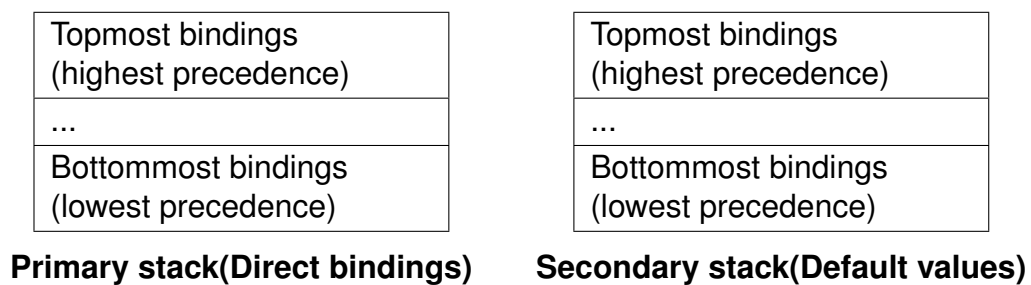 Topmost bindings
(highest precedence)
...
Bottommost bindings
(lowest precedence)
Primary stack(Direct bindings)
Topmost bindings
(highest precedence)
...
Bottommost bindings
(lowest precedence)
Secondary stack(Default values)